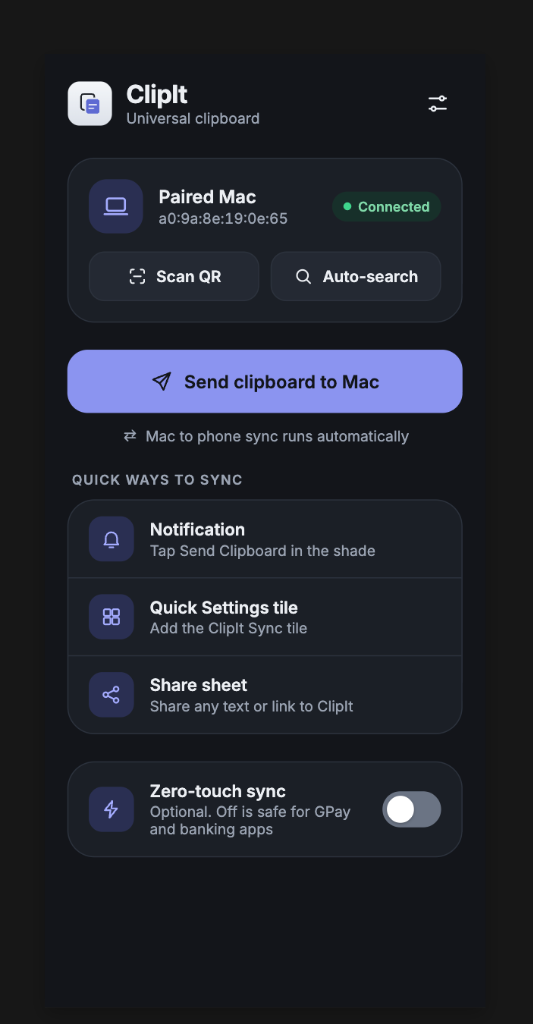 ClipIt
Universal clipboard
Paired Mac
a0:9a:8e:19:0e:65
Connected
Scan QR
Auto-search
Send clipboard to Mac
Mac to phone sync runs automatically
QUICK WAYS TO SYNC
Notification
Tap Send Clipboard in the shade
Quick Settings tile
Add the ClipIt Sync tile
Share sheet
Share any text or link to ClipIt
Zero-touch sync
Optional. Off is safe for GPay
and banking apps